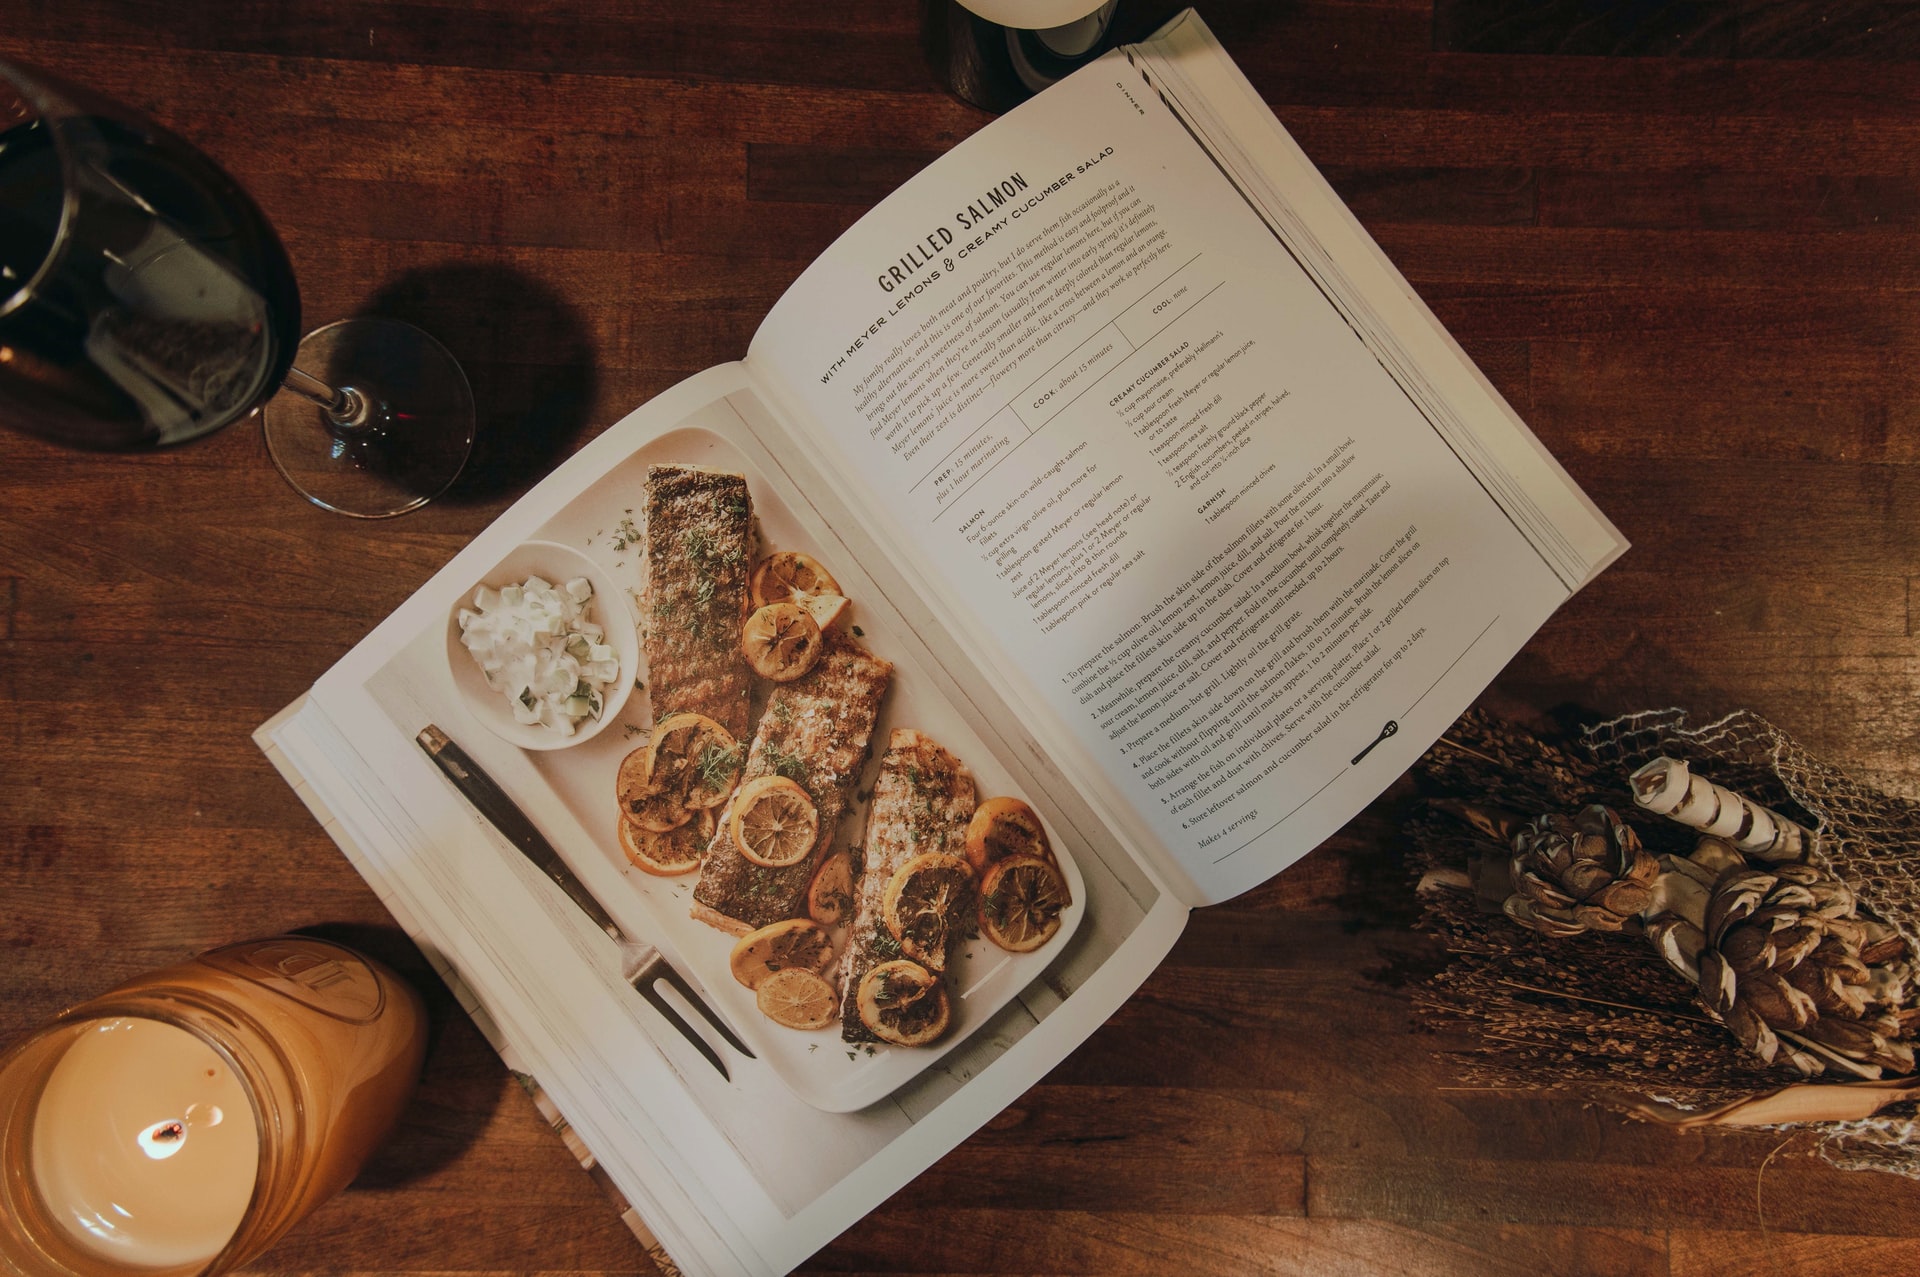 DINNER
GRILLED SALMON
WITH MEYER LEMONS & CREAMY CUCUMBER SALAD
My family really loves both meat and poultry, but I do serve them fish occasionally as a
healthy alternative, and this is one of our favorites. This method is easy and foolproof and it
brings out the savory sweetness of salmon. You can use regular lemons here, but if you can
find Meyer lemons when they're in season (usually from winter into early spring) it's definitely
worth it to pick up a few. Generally smaller and more deeply colored than regular lemons,
Meyer lemons' juice is more sweet than acidic, like a cross between a lemon and an orange.
Even their zest is distinct—flowery more than citrusy—and they work so perfectly here.
PREP: 15 minutes,
plus 1 hour marinating
COOK: about 15 minutes
COOL: none
SALMON
Four 6-ounce skin-on wild-caught salmon
fillets
⅓ cup extra virgin olive oil, plus more for
grilling
1 tablespoon grated Meyer or regular lemon
zest
Juice of 2 Meyer lemons (see head note) or
regular lemons, plus 1 or 2 Meyer or regular
lemons, sliced into 8 thin rounds
1 tablespoon minced fresh dill
1 tablespoon pink or regular sea salt
CREAMY CUCUMBER SALAD
cup mayonnaise, preferably Hellmann's
cup sour cream
1 tablespoon fresh Meyer or regular lemon juice,
or to taste
1 teaspoon minced fresh dill
1 teaspoon sea salt
teaspoon freshly ground black pepper
2 English cucumbers, peeled in stripes, halved,
and cut into -inch dice
GARNISH
1 tablespoon minced chives
1. To prepare the salmon: Brush the skin side of the salmon fillets with some olive oil. In a small bowl,
combine the ⅓ cup olive oil, lemon zest, lemon juice, dill, and salt. Pour the mixture into a shallow
dish and place the fillets skin side up in the dish. Cover and refrigerate for 1 hour.
2. Meanwhile, prepare the creamy cucumber salad: In a medium bowl, whisk together the mayonnaise,
sour cream, lemon juice, dill, salt, and pepper. Fold in the cucumber until completely coated. Taste and
adjust the lemon juice or salt. Cover and refrigerate until needed, up to 2 hours.
3. Prepare a medium-hot grill. Lightly oil the grill grate.
4. Place the fillets skin side down on the grill and brush them with the marinade. Cover the grill
and cook without flipping until the salmon flakes, 10 to 12 minutes. Brush the lemon slices on
both sides with oil and grill until marks appear, 1 to 2 minutes per side.
5. Arrange the fish on individual plates or a serving platter. Place 1 or 2 grilled lemon slices on top
of each fillet and dust with chives. Serve with the cucumber salad.
6. Store leftover salmon and cucumber salad in the refrigerator for up to 2 days.
Makes 4 servings
231